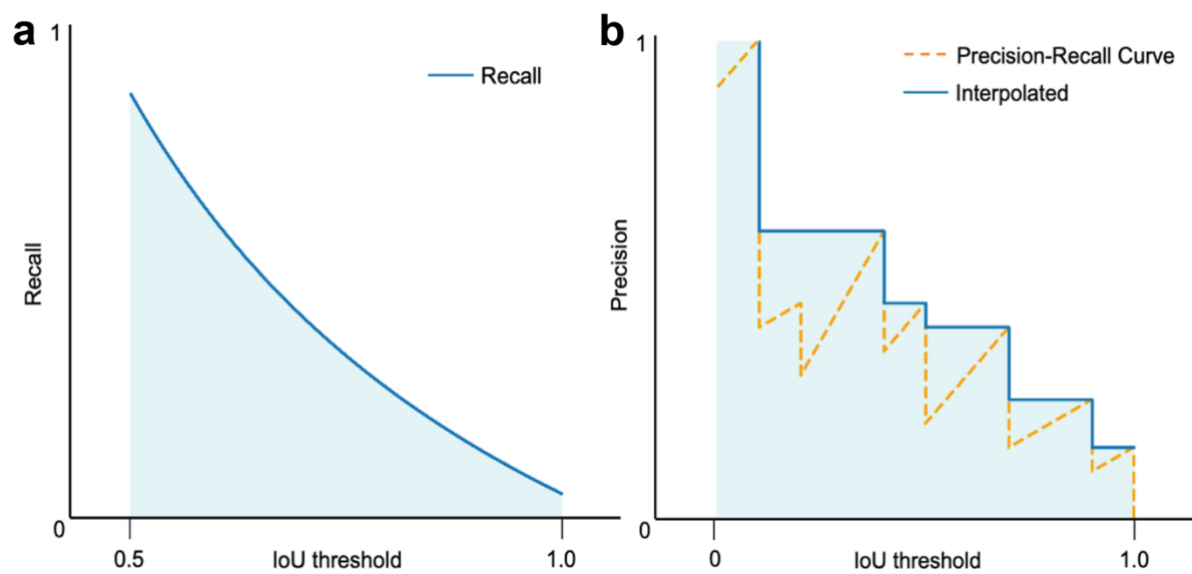 a
1
Recall
Recall
0
0.5
IoU threshold
1.0
b
1
Precision-Recall Curve
Interpolated
Precision
0
0
IoU threshold
1.0